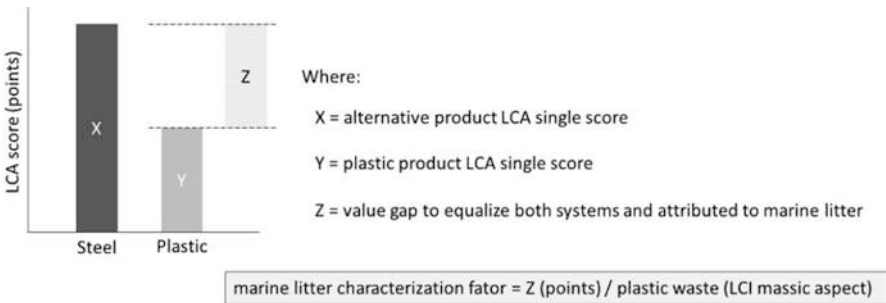 LCA score (points)
X
Y
Z
Steel
Plastic
Where:
X = alternative product LCA single score
Y = plastic product LCA single score
Z = value gap to equalize both systems and attributed to marine litter
marine litter characterization fator = Z (points) / plastic waste (LCI massic aspect)